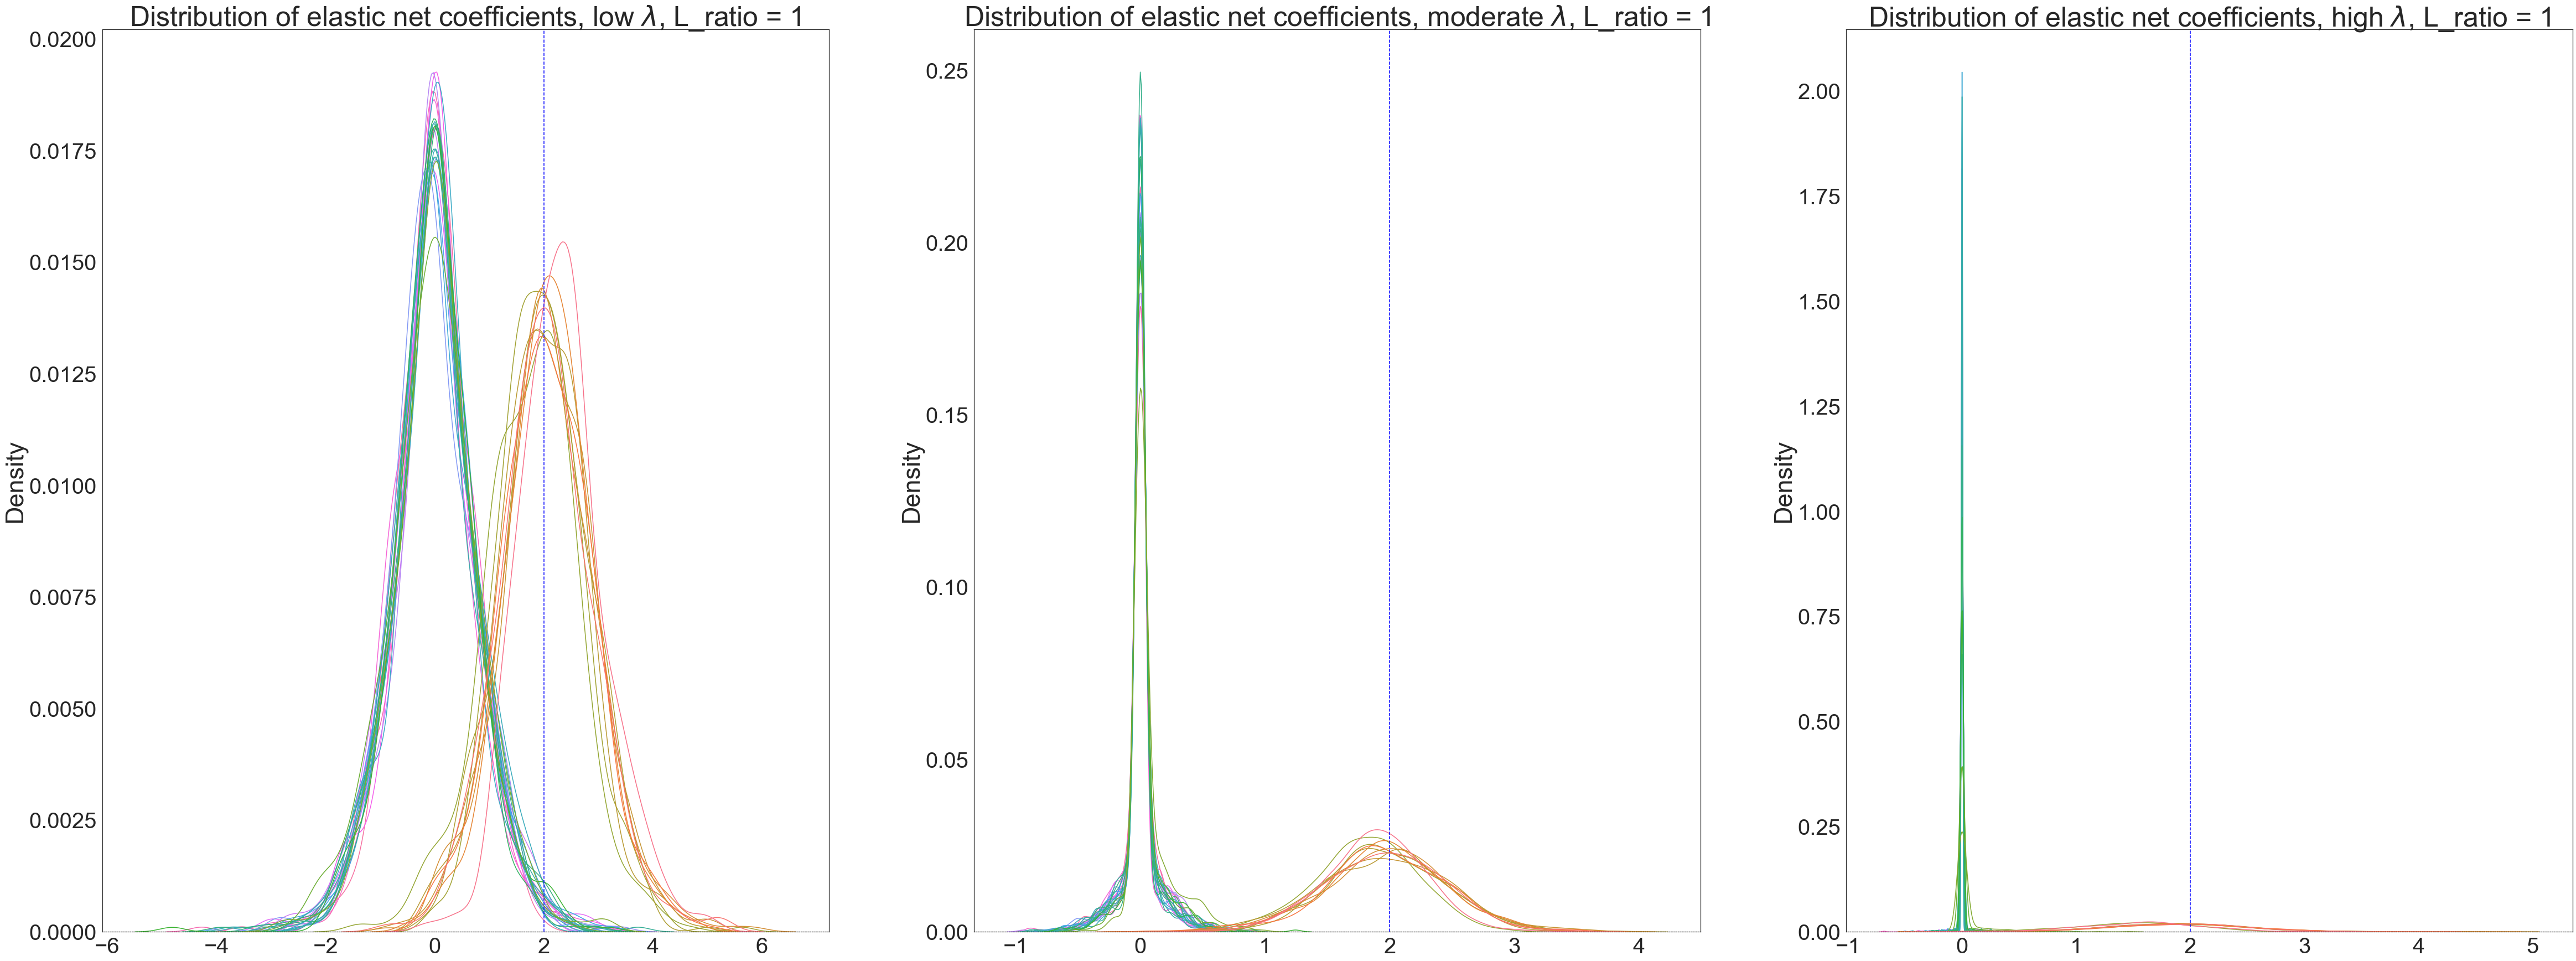 Distribution of elastic net coefficients, low λ, L_ratio = 1
Density
0.0200
0.0175
0.0150
0.0125
0.0100
0.0075
0.0050
0.0025
0.0000
−6 −4 −2 0 2 4 6
Distribution of elastic net coefficients, moderate λ, L_ratio = 1
Density
0.25
0.20
0.15
0.10
0.05
0.00
−1 0 1 2 3 4
Distribution of elastic net coefficients, high λ, L_ratio = 1
Density
2.00
1.75
1.50
1.25
1.00
0.75
0.50
0.25
0.00
−1 0 1 2 3 4 5